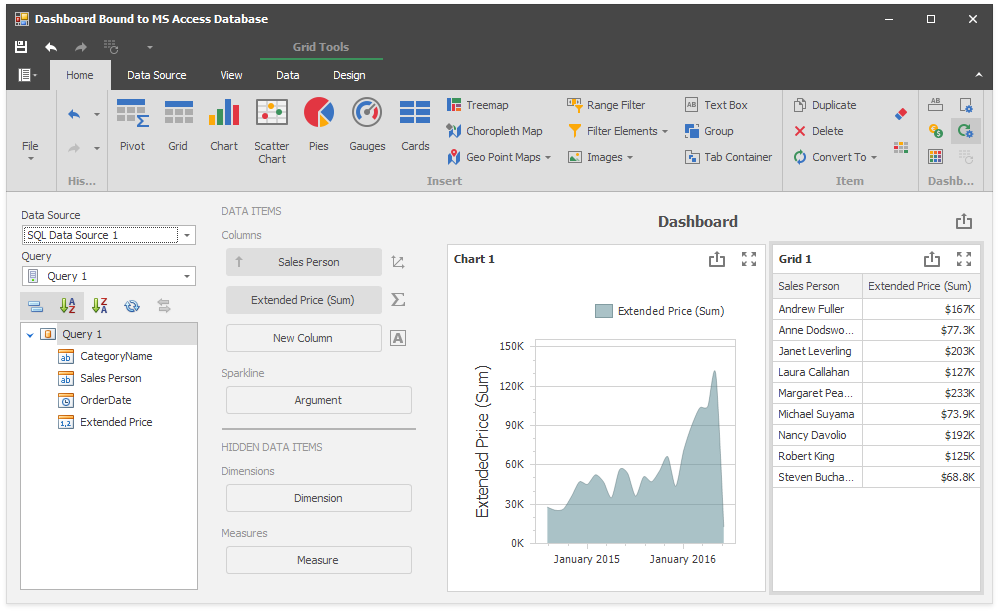 Dashboard Bound to MS Access Database
Grid Tools
Home
Data Source
View
Data
Design
File
His...
Pivot
Grid
Chart
Scatter
Chart
Pies
Gauges
Cards
Treemap
Choropleth Map
Geo Point Maps
Range Filter
Filter Elements
Images
AB
Text Box
Group
Tab Container
Insert
Duplicate
Delete
Convert To
Item
AB
Dashb...
Data Source
SQL Data Source 1
Query
Query 1
A
Z
Z
A
Query 1
ab CategoryName
ab Sales Person
OrderDate
1,2 Extended Price
DATA ITEMS
Columns
Sales Person
Extended Price (Sum)
Σ
New Column
A
Sparkline
Argument
HIDDEN DATA ITEMS
Dimensions
Dimension
Measures
Measure
Dashboard
Chart 1
Extended Price (Sum)
Extended Price (Sum)
150K
120K
90K
60K
30K
0K
January 2015
January 2016
Grid 1
Sales Person Extended Price (Sum)
Andrew Fuller $167K
Anne Dodswo... $77.3K
Janet Leverling $203K
Laura Callahan $127K
Margaret Pea... $233K
Michael Suyama $73.9K
Nancy Davolio $192K
Robert King $125K
Steven Bucha... $68.8K